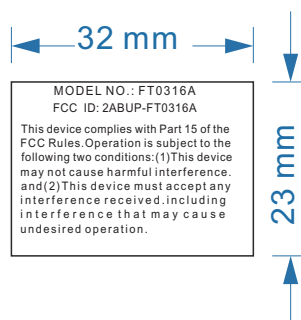 32 mm
MODEL NO.: FT0316A
FCC ID: 2ABUP-FT0316A
This device complies with Part 15 of the
FCC Rules.Operation is subject to the
following two conditions:(1)This device
may not cause harmful interference.
and(2)This device must accept any
interference received.including
interference that may cause
undesired operation.
23 mm